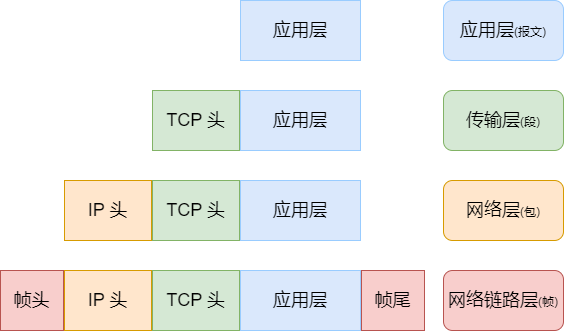 应用层 应用层(报文)
TCP 头 应用层 传输层(段)
IP 头 TCP 头 应用层 网络层(包)
帧头 IP 头 TCP 头 应用层 帧尾 网络链路层(帧)